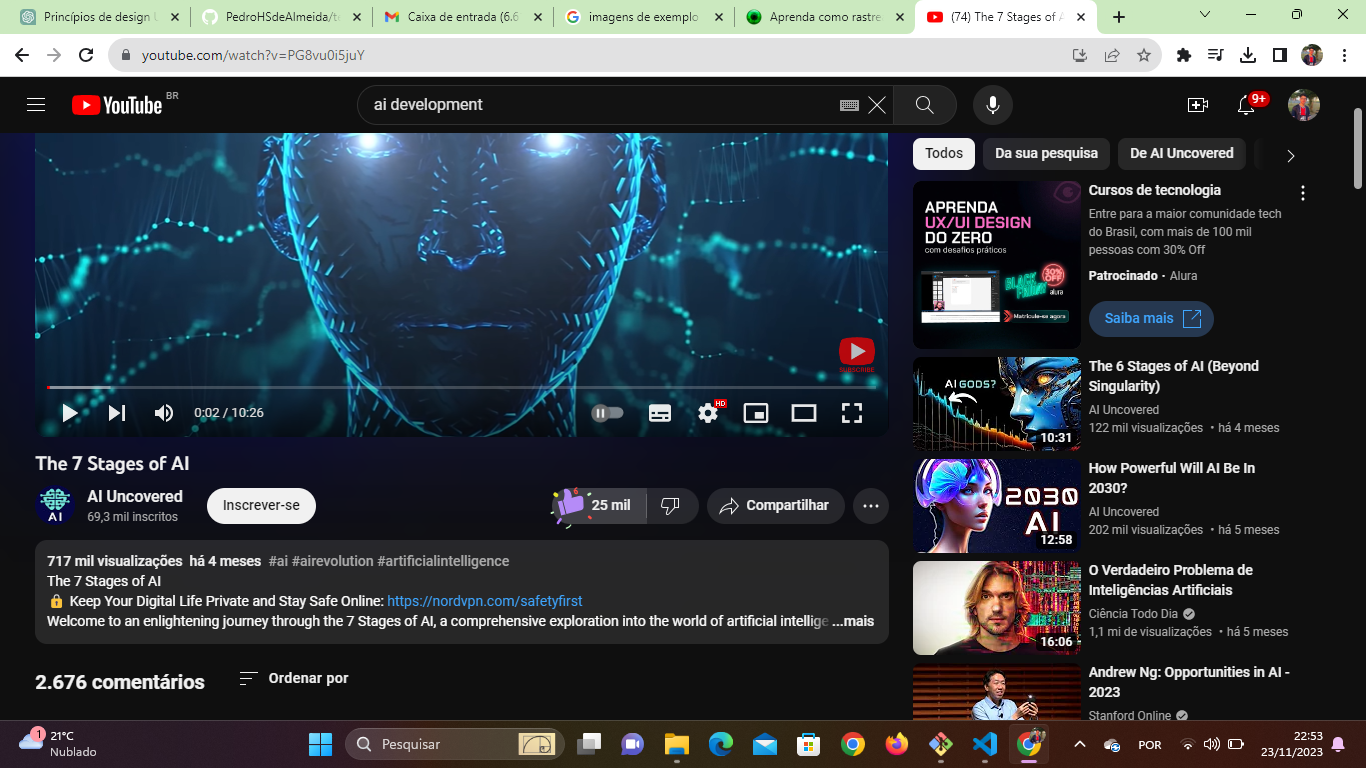 Princípios de design U
PedroHSdeAlmeida/te
Caixa de entrada (6.6
imagens de exemplo
Aprenda como rastre
(74) The 7 Stages of A
youtube.com/watch?v=PG8vu0i5juY
YouTube BR
ai development
9+
Todos
Da sua pesquisa
De AI Uncovered
SUBSCRIBE
0:02 / 10:26
HD
The 7 Stages of AI
AI
AI Uncovered
69,3 mil inscritos
Inscrever-se
25 mil
Compartilhar
717 mil visualizações há 4 meses #ai #airevolution #artificialintelligence
The 7 Stages of AI
🔒 Keep Your Digital Life Private and Stay Safe Online: https://nordvpn.com/safetyfirst
Welcome to an enlightening journey through the 7 Stages of AI, a comprehensive exploration into the world of artificial intellige ...mais
2.676 comentários
Ordenar por
APRENDA
UX/UI DESIGN
DO ZERO
com desafios práticos
BLACK
30%
OFF
alura
Matricule-se agora
Cursos de tecnologia
Entre para a maior comunidade tech
do Brasil, com mais de 100 mil
pessoas com 30% Off
Patrocinado · Alura
Saiba mais
AI GODS?
10:31
The 6 Stages of AI (Beyond
Singularity)
AI Uncovered
122 mil visualizações • há 4 meses
2030
AI
12:58
How Powerful Will AI Be In
2030?
AI Uncovered
202 mil visualizações • há 5 meses
16:06
O Verdadeiro Problema de
Inteligências Artificiais
Ciência Todo Dia
1,1 mi de visualizações • há 5 meses
Andrew Ng: Opportunities in AI -
2023
Stanford Online
1
21°C
Nublado
Pesquisar
POR
22:53
23/11/2023